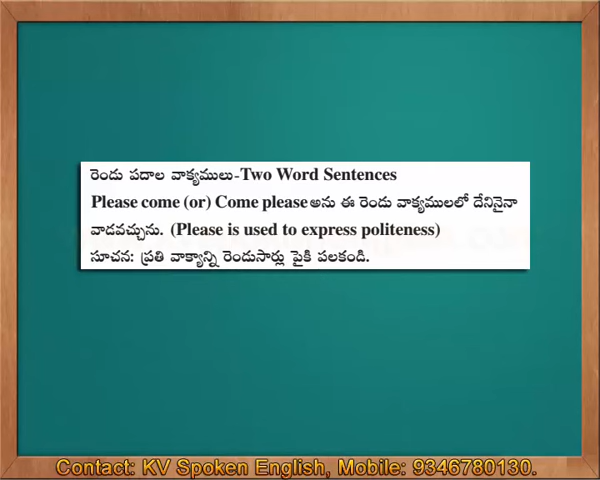 రెండు పదాల వాక్యములు-Two Word Sentences
Please come (or) Come please అను ఈ రెండు వాక్యములలో దేనినైనా
వాడవచ్చును. (Please is used to express politeness)
సూచన: ప్రతి వాక్యాన్ని రెండుసార్లు పైకి పలకండి.
Contact: KV Spoken English, Mobile: 9346780130.